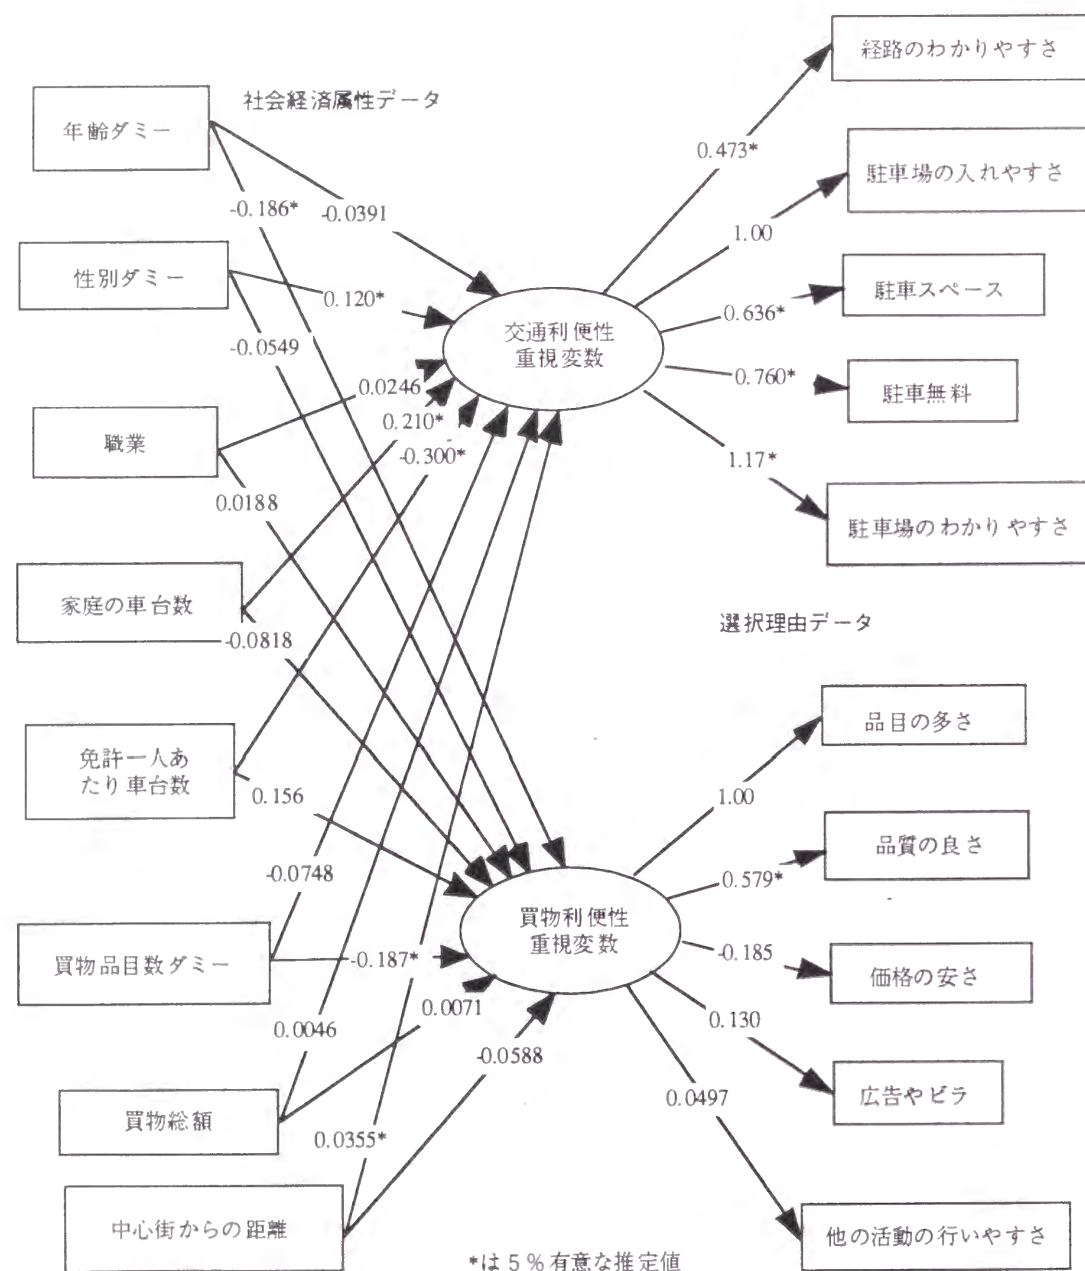 社会経済属性データ
年齢ダミー
性別ダミー
職業
家庭の車台数
免許一人あ
たり車台数
買物品目数ダミー
買物総額
中心街からの距離
-0.186*
-0.0391
0.120*
-0.0549
0.0246
0.210*
-0.300*
0.0188
-0.0818
0.156
-0.0748
-0.187*
0.0071
0.0046
-0.0588
0.0355*
交通利便性
重視変数
買物利便性
重視変数
0.473*
1.00
0.636*
0.760*
1.17*
経路のわかりやすさ
駐車場の入れやすさ
駐車スペース
駐車無料
駐車場のわかりやすさ
選択理由データ
1.00
0.579*
-0.185
0.130
0.0497
品目の多さ
品質の良さ
価格の安さ
広告やビラ
他の活動の行いやすさ
*は5%有意な推定値